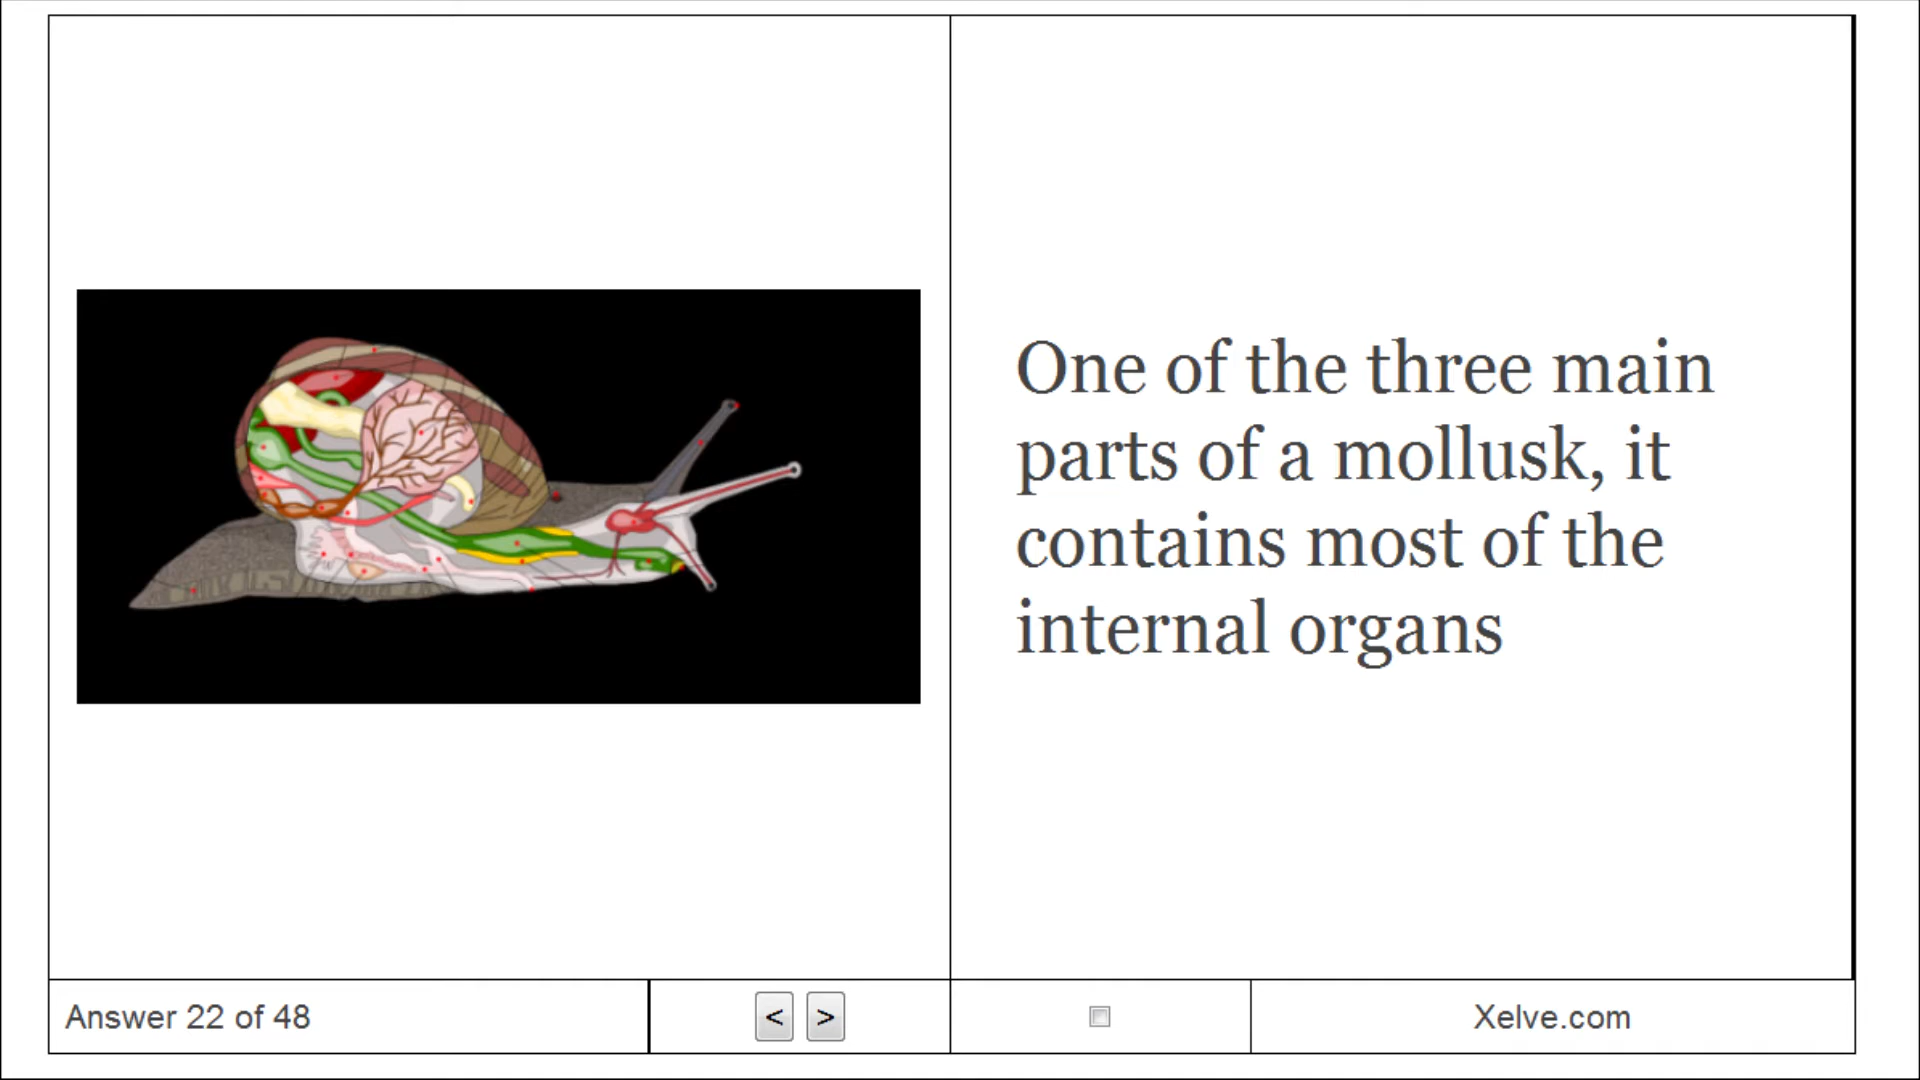 One of the three main
parts of a mollusk, it
contains most of the
internal organs
Answer 22 of 48
< >
Xelve.com